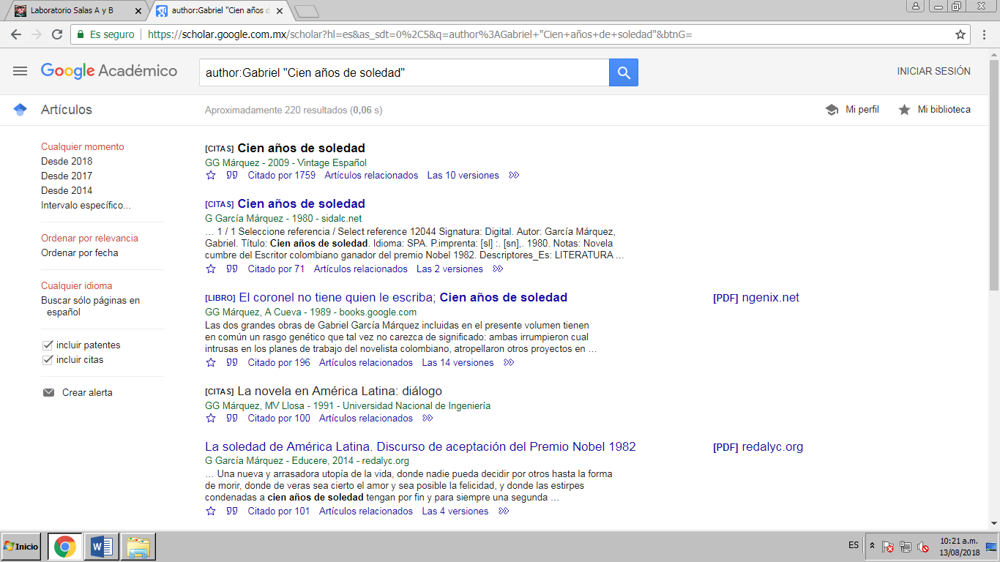 Laboratorio Salas A y B
author:Gabriel "Cien años d
Es seguro https://scholar.google.com.mx/scholar?hl=es&as_sdt=0%2C5&q=author%3AGabriel+"Cien+años+de+soledad"&btnG=
Google Académico
author:Gabriel "Cien años de soledad"
INICIAR SESIÓN
Artículos
Aproximadamente 220 resultados (0,06 s)
Mi perfil
Mi biblioteca
Cualquier momento
Desde 2018
Desde 2017
Desde 2014
Intervalo específico...
Ordenar por relevancia
Ordenar por fecha
Cualquier idioma
Buscar sólo páginas en
español
incluir patentes
incluir citas
Crear alerta
[CITAS] Cien años de soledad
GG Márquez - 2009 - Vintage Español
Citado por 1759 Artículos relacionados Las 10 versiones
[CITAS] Cien años de soledad
G García Márquez - 1980 - sidalc.net
... 1 / 1 Seleccione referencia / Select reference 12044 Signatura: Digital. Autor: García Márquez,
Gabriel. Título: Cien años de soledad. Idioma: SPA. P.imprenta: [sl] :. [sn],. 1980. Notas: Novela
cumbre del Escritor colombiano ganador del premio Nobel 1982. Descriptores_Es: LITERATURA ...
Citado por 71 Artículos relacionados Las 2 versiones
[LIBRO] El coronel no tiene quien le escriba; Cien años de soledad
[PDF] ngenix.net
GG Márquez, A Cueva - 1989 - books.google.com
Las dos grandes obras de Gabriel García Márquez incluidas en el presente volumen tienen
en común un rasgo genético que tal vez no carezca de significado: ambas irrumpieron cual
intrusas en los planes de trabajo del novelista colombiano, atropellaron otros proyectos en ...
Citado por 196 Artículos relacionados Las 14 versiones
[CITAS] La novela en América Latina: diálogo
GG Márquez, MV Llosa - 1991 - Universidad Nacional de Ingeniería
Citado por 100 Artículos relacionados
La soledad de América Latina. Discurso de aceptación del Premio Nobel 1982
[PDF] redalyc.org
G García Márquez - Educere, 2014 - redalyc.org
... Una nueva y arrasadora utopía de la vida, donde nadie pueda decidir por otros hasta la forma
de morir, donde de veras sea cierto el amor y sea posible la felicidad, y donde las estirpes
condenadas a cien años de soledad tengan por fin y para siempre una segunda ...
Citado por 101 Artículos relacionados Las 4 versiones
Inicio
ES
10:21 a.m.
13/08/2018